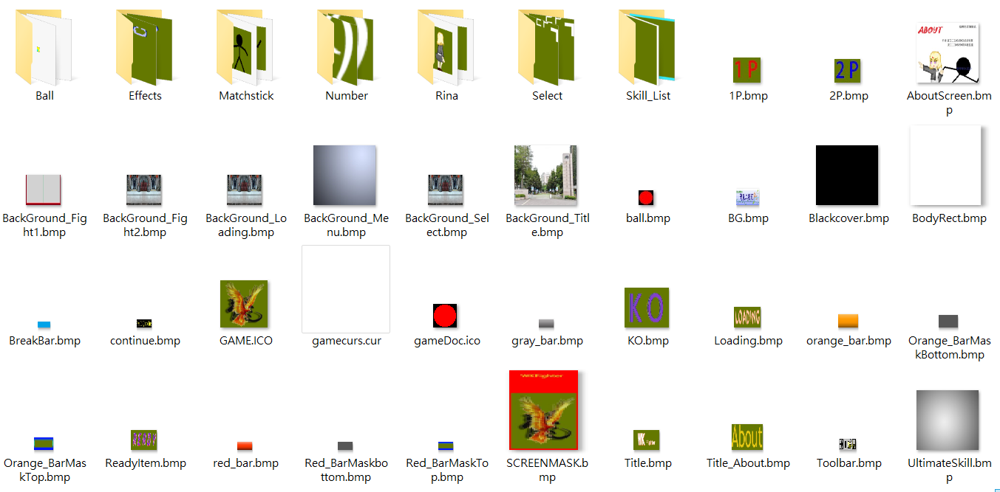 Ball
Effects
Matchstick
Number
Rina
Select
Skill_List
1P
1P.bmp
2P
2P.bmp
ABOUT
AboutScreen.bm
p
BackGround_Fig
ht1.bmp
BackGround_Fig
ht2.bmp
BackGround_Lo
ading.bmp
BackGround_Me
nu.bmp
BackGround_Sel
ect.bmp
BackGround_Titl
e.bmp
ball.bmp
BG.bmp
Blackcover.bmp
BodyRect.bmp
BreakBar.bmp
continue.bmp
GAME.ICO
gamecurs.cur
gameDoc.ico
gray_bar.bmp
KO
KO.bmp
LOADING
Loading.bmp
orange_bar.bmp
Orange_BarMas
kBottom.bmp
Orange_BarMas
kTop.bmp
ReadyItem.bmp
red_bar.bmp
Red_BarMaskbo
ttom.bmp
Red_BarMaskTo
p.bmp
SCREENMASK.b
mp
Title.bmp
About
Title_About.bmp
Toolbar.bmp
UltimateSkill.bm
p